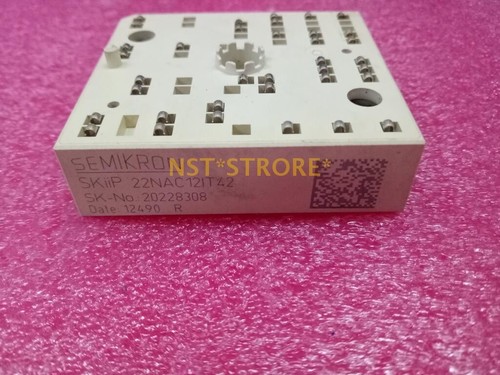 SEMIKRON
NST*STRORE*
SKiiP 22NAC12IT42
SK-No. 20228308
Date 12490 R